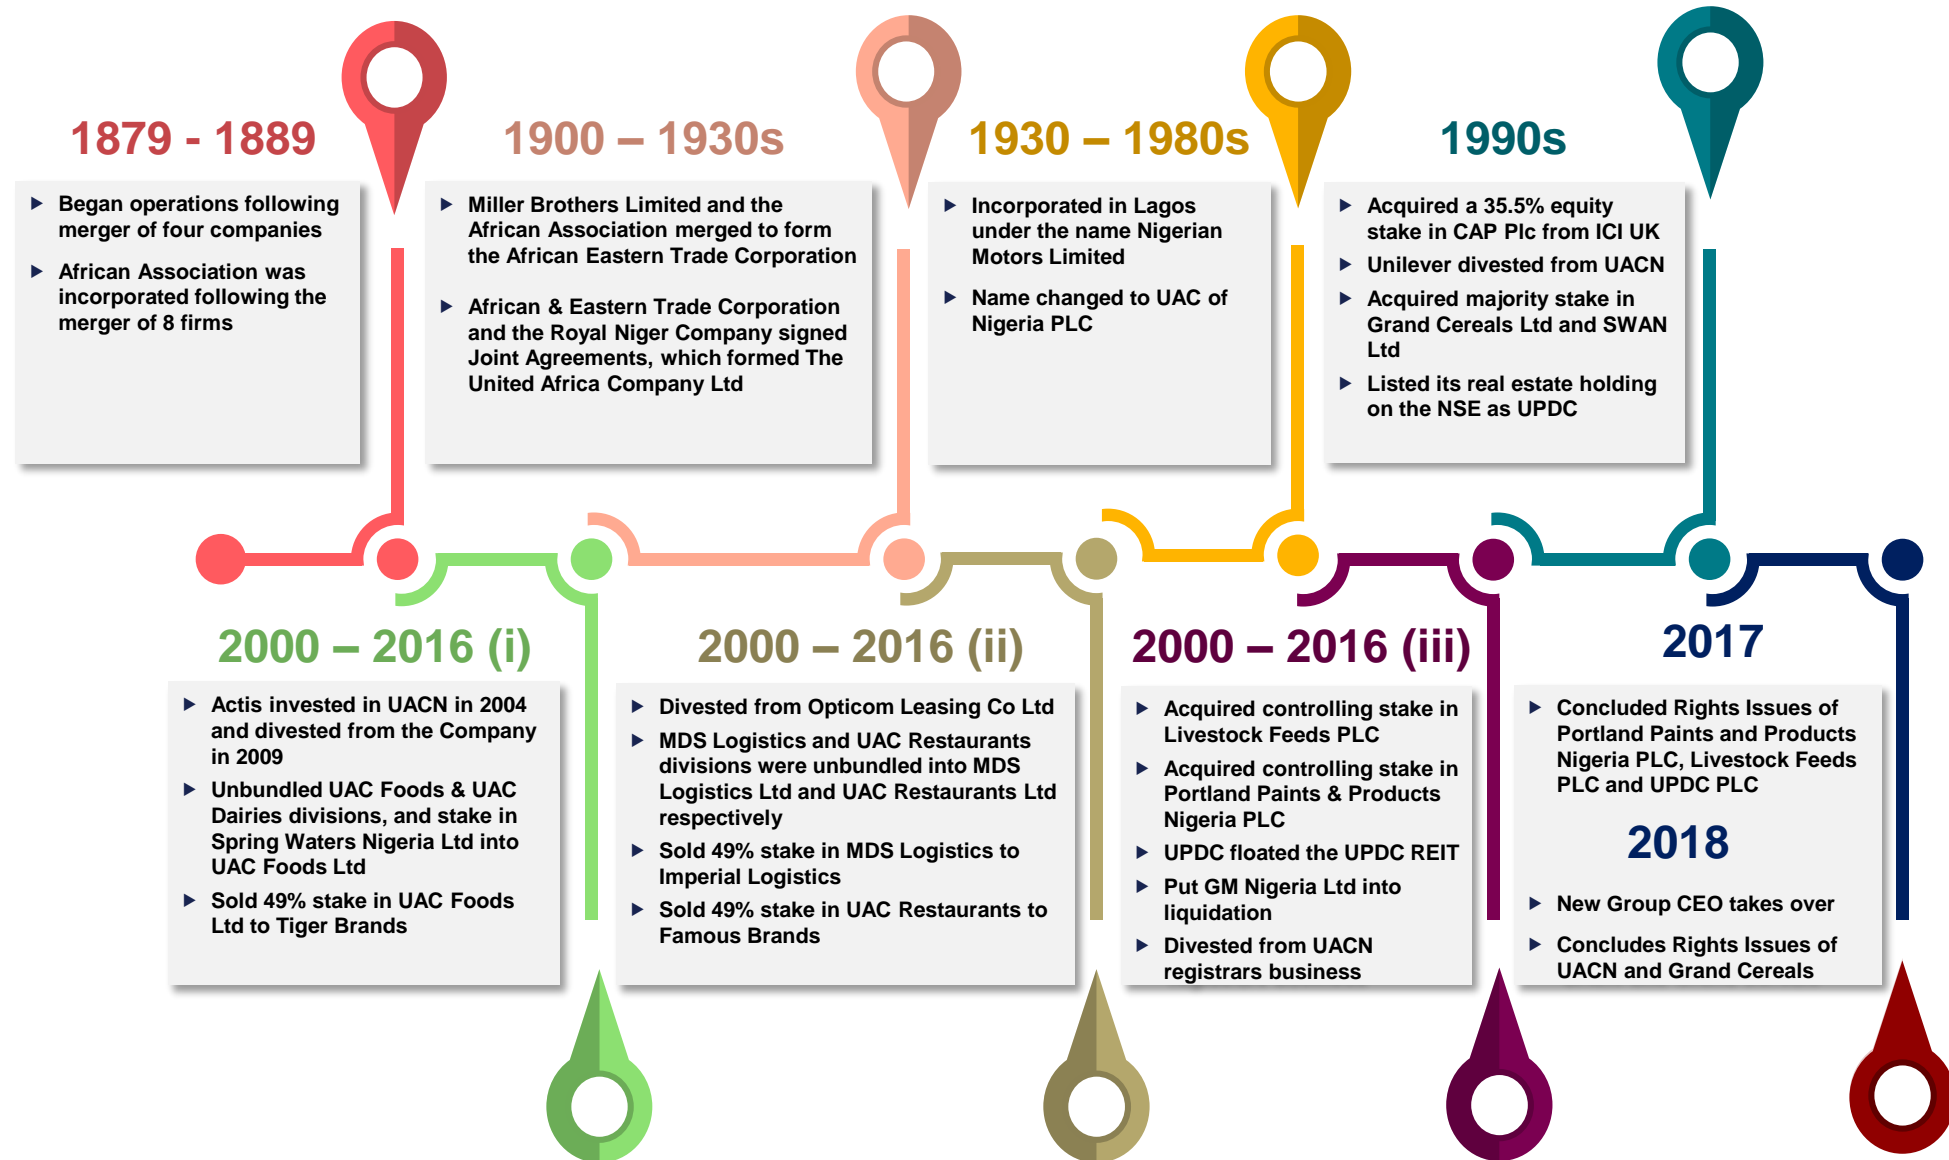 1879 - 1889
Began operations following
merger of four companies
African Association was
incorporated following the
merger of 8 firms
1900 – 1930s
Miller Brothers Limited and the
African Association merged to form
the African Eastern Trade Corporation
African & Eastern Trade Corporation
and the Royal Niger Company signed
Joint Agreements, which formed The
United Africa Company Ltd
1930 – 1980s
Incorporated in Lagos
under the name Nigerian
Motors Limited
Name changed to UAC of
Nigeria PLC
1990s
Acquired a 35.5% equity
stake in CAP Plc from ICI UK
Unilever divested from UACN
Acquired majority stake in
Grand Cereals Ltd and SWAN
Ltd
Listed its real estate holding
on the NSE as UPDC
2000 – 2016 (i)
Actis invested in UACN in 2004
and divested from the Company
in 2009
Unbundled UAC Foods & UAC
Dairies divisions, and stake in
Spring Waters Nigeria Ltd into
UAC Foods Ltd
Sold 49% stake in UAC Foods
Ltd to Tiger Brands
2000 – 2016 (ii)
Divested from Opticom Leasing Co Ltd
MDS Logistics and UAC Restaurants
divisions were unbundled into MDS
Logistics Ltd and UAC Restaurants Ltd
respectively
Sold 49% stake in MDS Logistics to
Imperial Logistics
Sold 49% stake in UAC Restaurants to
Famous Brands
2000 – 2016 (iii)
Acquired controlling stake in
Livestock Feeds PLC
Acquired controlling stake in
Portland Paints & Products
Nigeria PLC
UPDC floated the UPDC REIT
Put GM Nigeria Ltd into
liquidation
Divested from UACN
registrars business
2017
Concluded Rights Issues of
Portland Paints and Products
Nigeria PLC, Livestock Feeds
PLC and UPDC PLC
2018
New Group CEO takes over
Concludes Rights Issues of
UACN and Grand Cereals